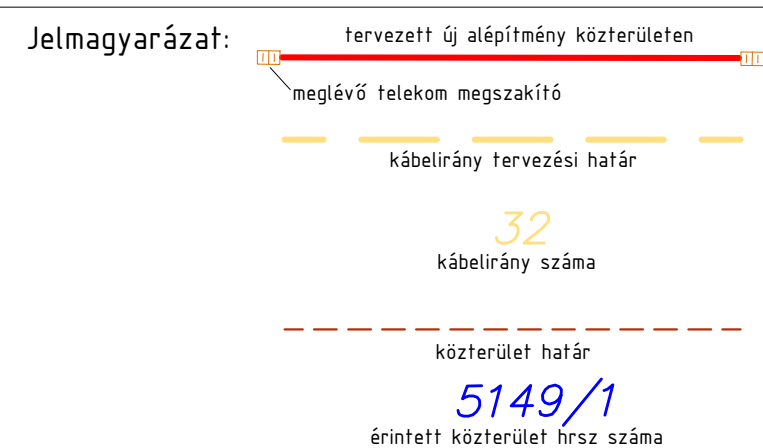 Jelmagyarázat:
tervezett új alépítmény közterületen
meglévő telekom megszakító
kábelirány tervezési határ
32
kábelirány száma
közterület határ
5149/1
érintett közterület hrsz száma